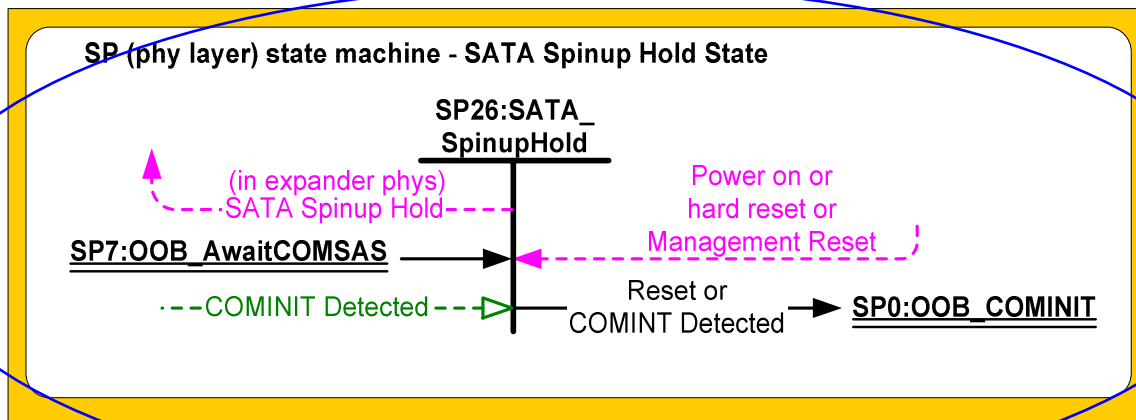 SP (phy layer) state machine - SATA Spinup Hold State
SP26:SATA_
SpinupHold
(in expander phys)
SATA Spinup Hold
Power on or
hard reset or
Management Reset
SP7:OOB_AwaitCOMSAS
COMINIT Detected
Reset or
COMINT Detected
SP0:OOB_COMINIT